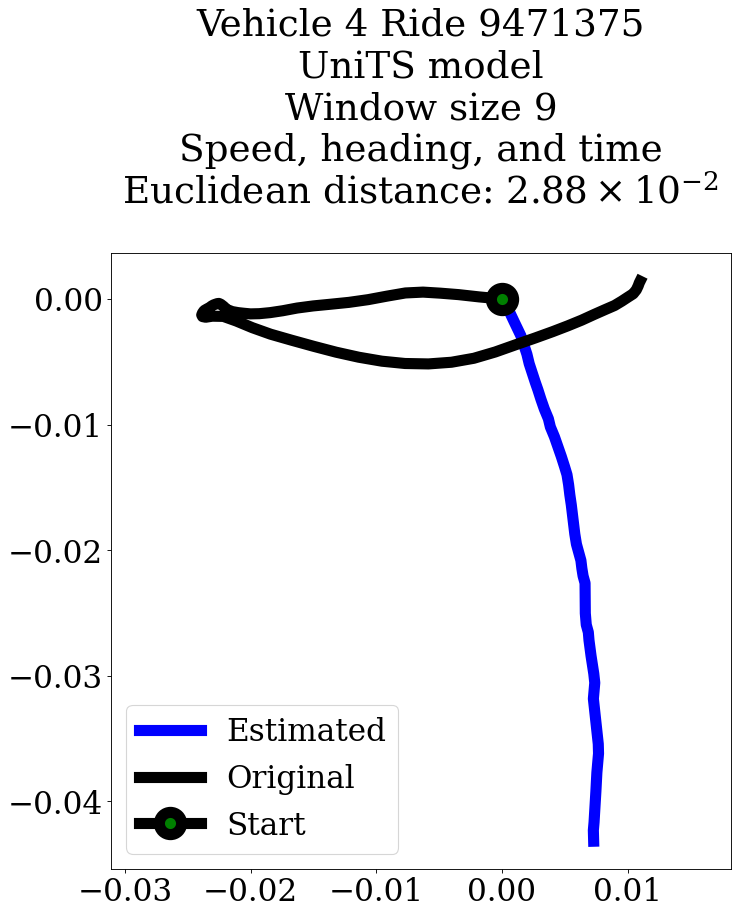 Vehicle 4 Ride 9471375
UniTS model
Window size 9
Speed, heading, and time
Euclidean distance: 2.88 × 10⁻²
0.00
−0.01
−0.02
−0.03
−0.04
Estimated
Original
Start
−0.03 −0.02 −0.01 0.00 0.01